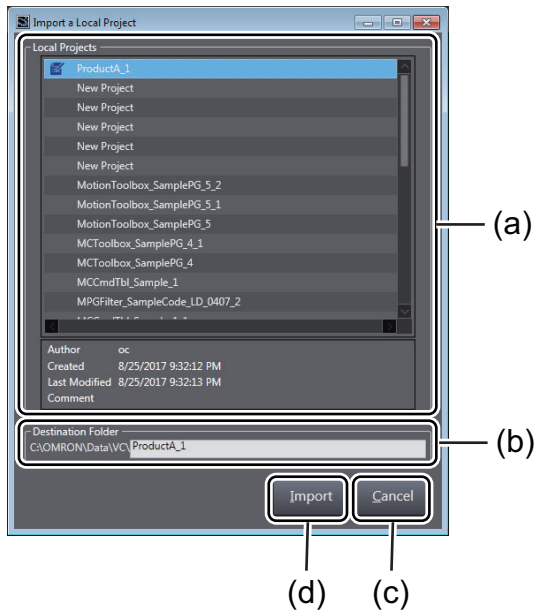 Import a Local Project
Local Projects
ProductA_1
New Project
New Project
New Project
New Project
New Project
MotionToolbox_SamplePG_5_2
MotionToolbox_SamplePG_5_1
MotionToolbox_SamplePG_5
MCToolbox_SamplePG_4_1
MCToolbox_SamplePG_4
MCCmdTbl_Sample_1
MPGFilter_SampleCode_LD_0407_2
(a)
Author oc
Created 8/25/2017 9:32:12 PM
Last Modified 8/25/2017 9:32:13 PM
Comment
Destination Folder
C:\OMRON\Data\VC\ ProductA_1
(b)
Import Cancel
(d) (c)